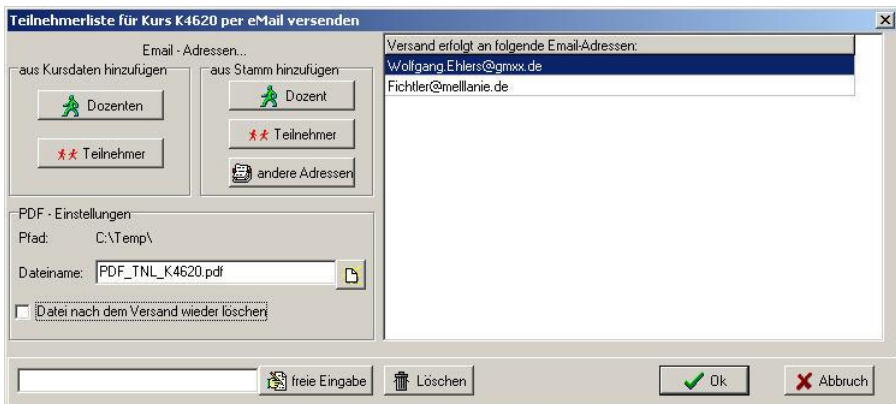 Teilnehmerliste für Kurs K4620 per eMail versenden
Email - Adressen...
aus Kursdaten hinzufügen
Dozenten
Teilnehmer
aus Stamm hinzufügen
Dozent
Teilnehmer
andere Adressen
Versand erfolgt an folgende Email-Adressen:
Wolfgang.Ehlers@gmxx.de
Fichtler@melllanie.de
PDF - Einstellungen
Pfad: C:\Temp\
Dateiname: PDF_TNL_K4620.pdf
Datei nach dem Versand wieder löschen
freie Eingabe
Löschen
Ok
Abbruch